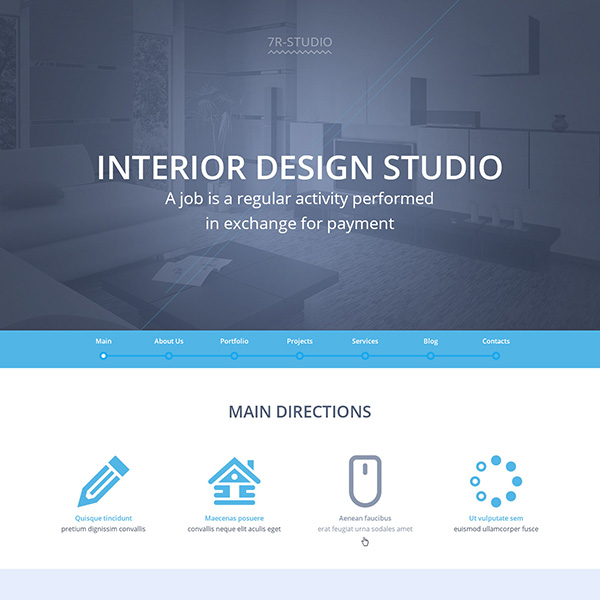 7R-STUDIO
INTERIOR DESIGN STUDIO
A job is a regular activity performed
in exchange for payment
Main About Us Portfolio Projects Services Blog Contacts
MAIN DIRECTIONS
Quisque tincidunt
pretium dignissim convallis
Maecenas posuere
convallis neque elit aculis eget
Aenean faucibus
erat feugiat urna sodales amet
Ut vulputate sem
euismod ullamcorper fusce